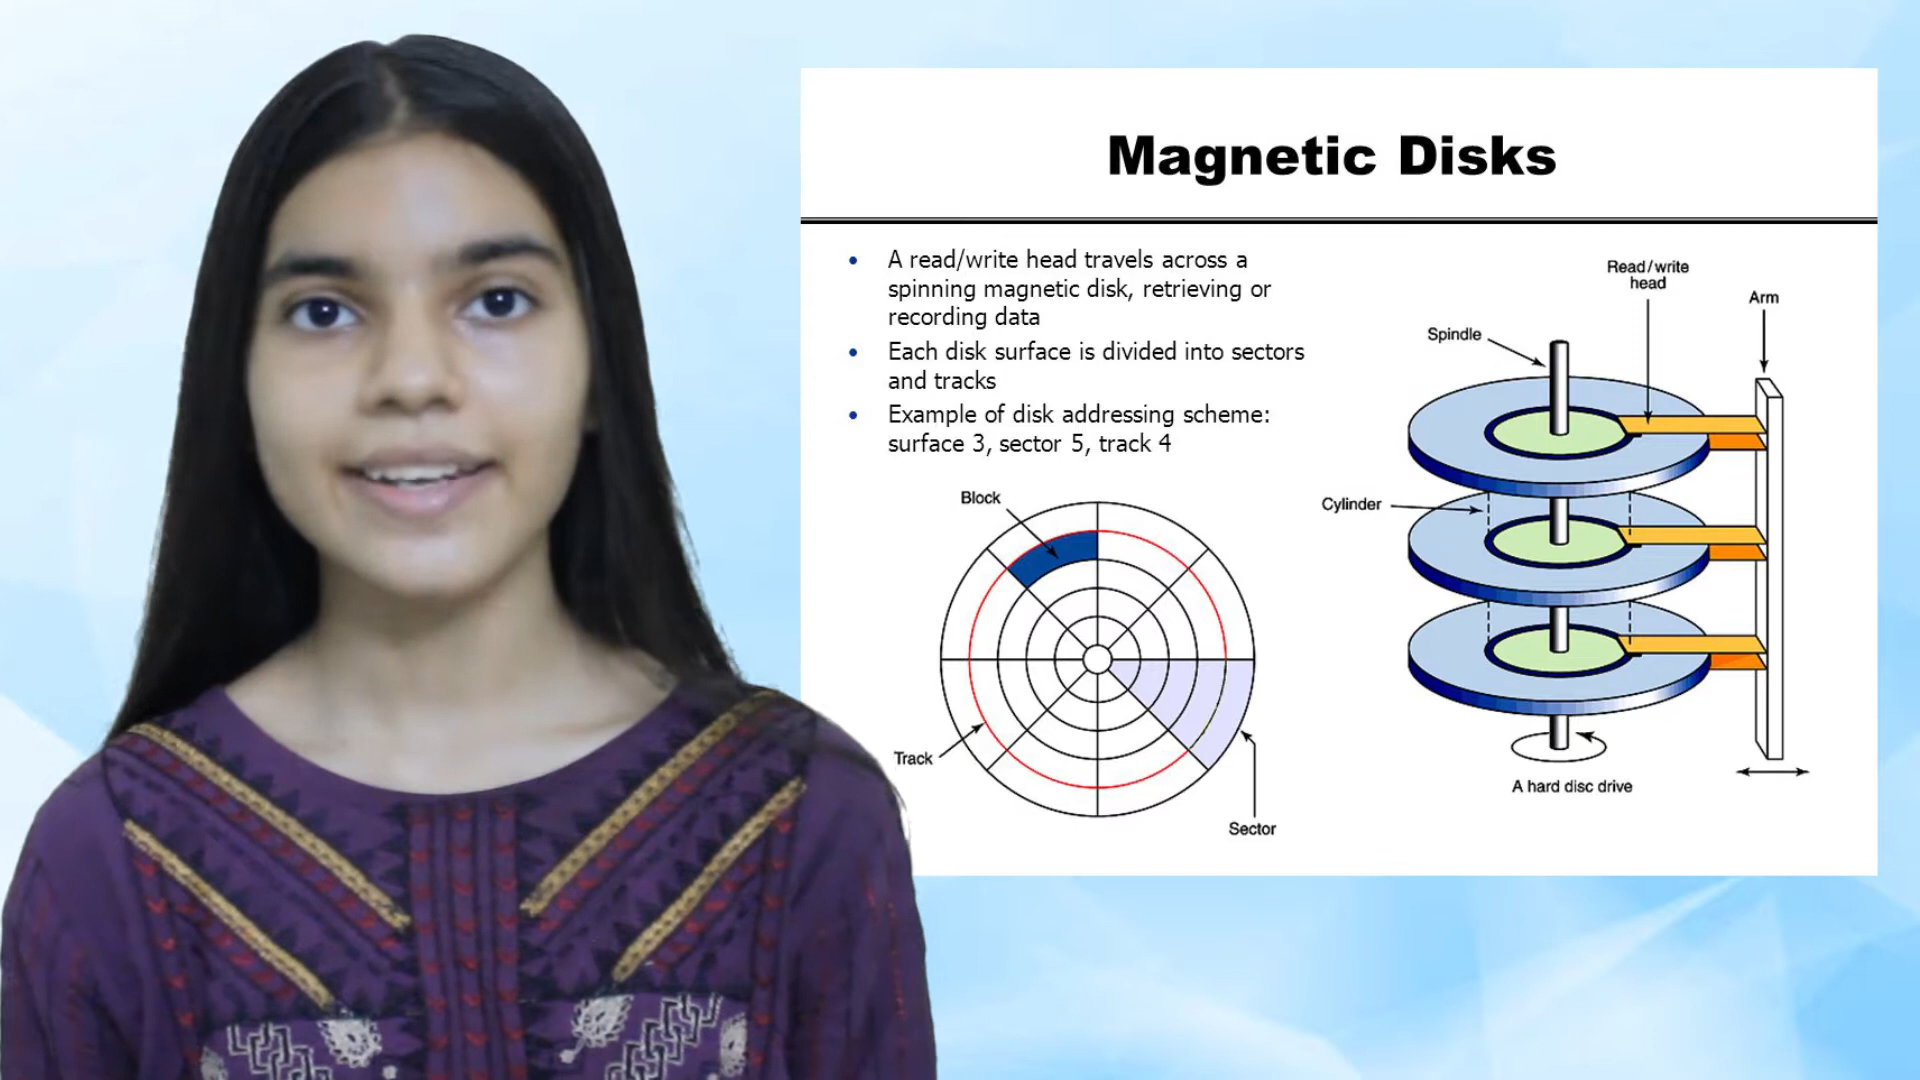 Magnetic Disks
• A read/write head travels across a
spinning magnetic disk, retrieving or
recording data
• Each disk surface is divided into sectors
and tracks
• Example of disk addressing scheme:
surface 3, sector 5, track 4
Block
Track
Sector
Read/write
head
Arm
Spindle
Cylinder
A hard disc drive